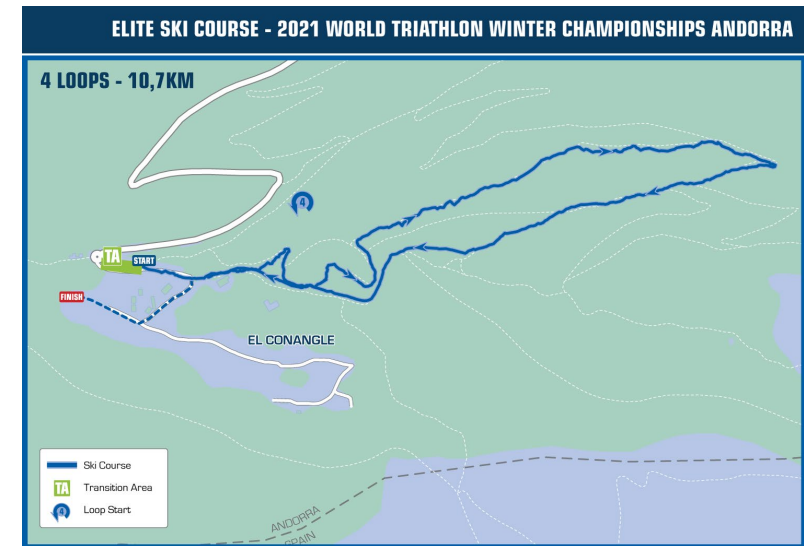 ELITE SKI COURSE - 2021 WORLD TRIATHLON WINTER CHAMPIONSHIPS ANDORRA
4 LOOPS - 10,7KM
4
TA
START
FINISH
EL CONANGLE
Ski Course
TA Transition Area
4 Loop Start
ANDORRA
SPAIN